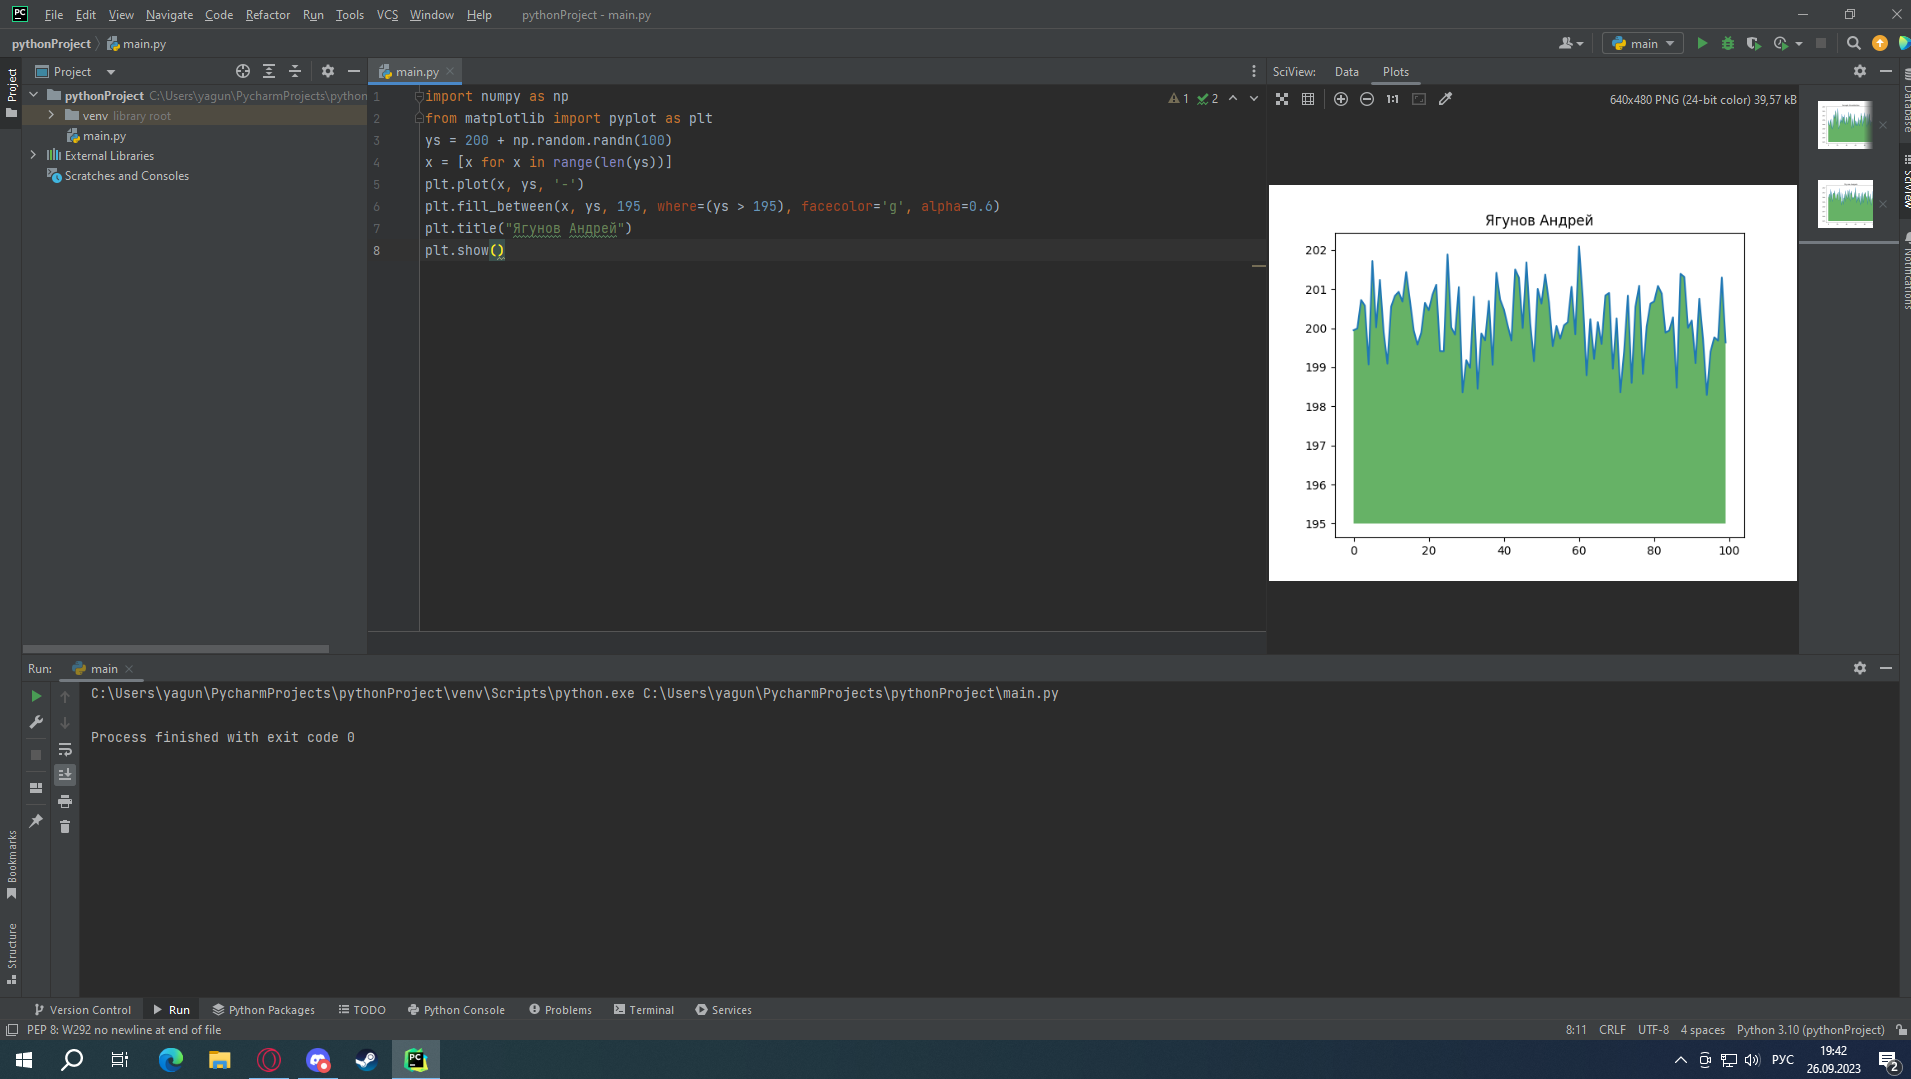 PC File Edit View Navigate Code Refactor Run Tools VCS Window Help pythonProject - main.py
pythonProject main.py main
Project main.py SciView: Data Plots
pythonProject C:\Users\yagun\PycharmProjects\python
venv library root
main.py
External Libraries
Scratches and Consoles
Project
1 import numpy as np
2 from matplotlib import pyplot as plt
3 ys = 200 + np.random.randn(100)
4 x = [x for x in range(len(ys))]
5 plt.plot(x, ys, '-')
6 plt.fill_between(x, ys, 195, where=(ys > 195), facecolor='g', alpha=0.6)
7 plt.title("Ягунов Андрей")
8 plt.show()
1 2
1:1 640x480 PNG (24-bit color) 39,57 kB
Ягунов Андрей
202
201
200
199
198
197
196
195
0 20 40 60 80 100
Database
SciView
Notifications
Run: main
C:\Users\yagun\PycharmProjects\pythonProject\venv\Scripts\python.exe C:\Users\yagun\PycharmProjects\pythonProject\main.py
Process finished with exit code 0
Bookmarks
Structure
Version Control Run Python Packages TODO Python Console Problems Terminal Services
PEP 8: W292 no newline at end of file 8:11 CRLF UTF-8 4 spaces Python 3.10 (pythonProject)
PC РУС 19:42
26.09.2023 2